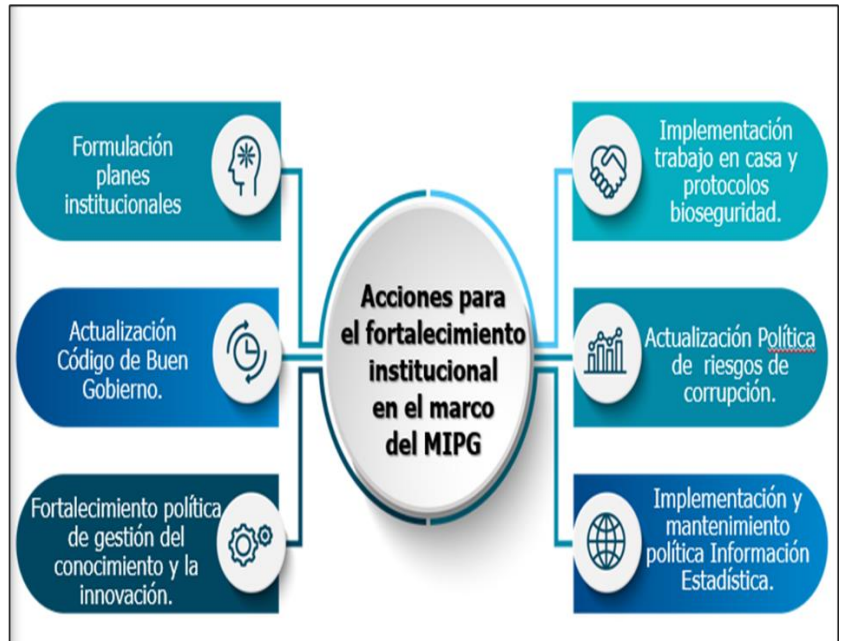 Formulación
planes
institucionales
Actualización
Código de Buen
Gobierno.
Fortalecimiento política
de gestión del
conocimiento y la
innovación.
Acciones para
el fortalecimiento
institucional
en el marco
del MIPG
Implementación
trabajo en casa y
protocolos
bioseguridad.
Actualización Política
de riesgos de
corrupción.
Implementación y
mantenimiento
política Información
Estadística.